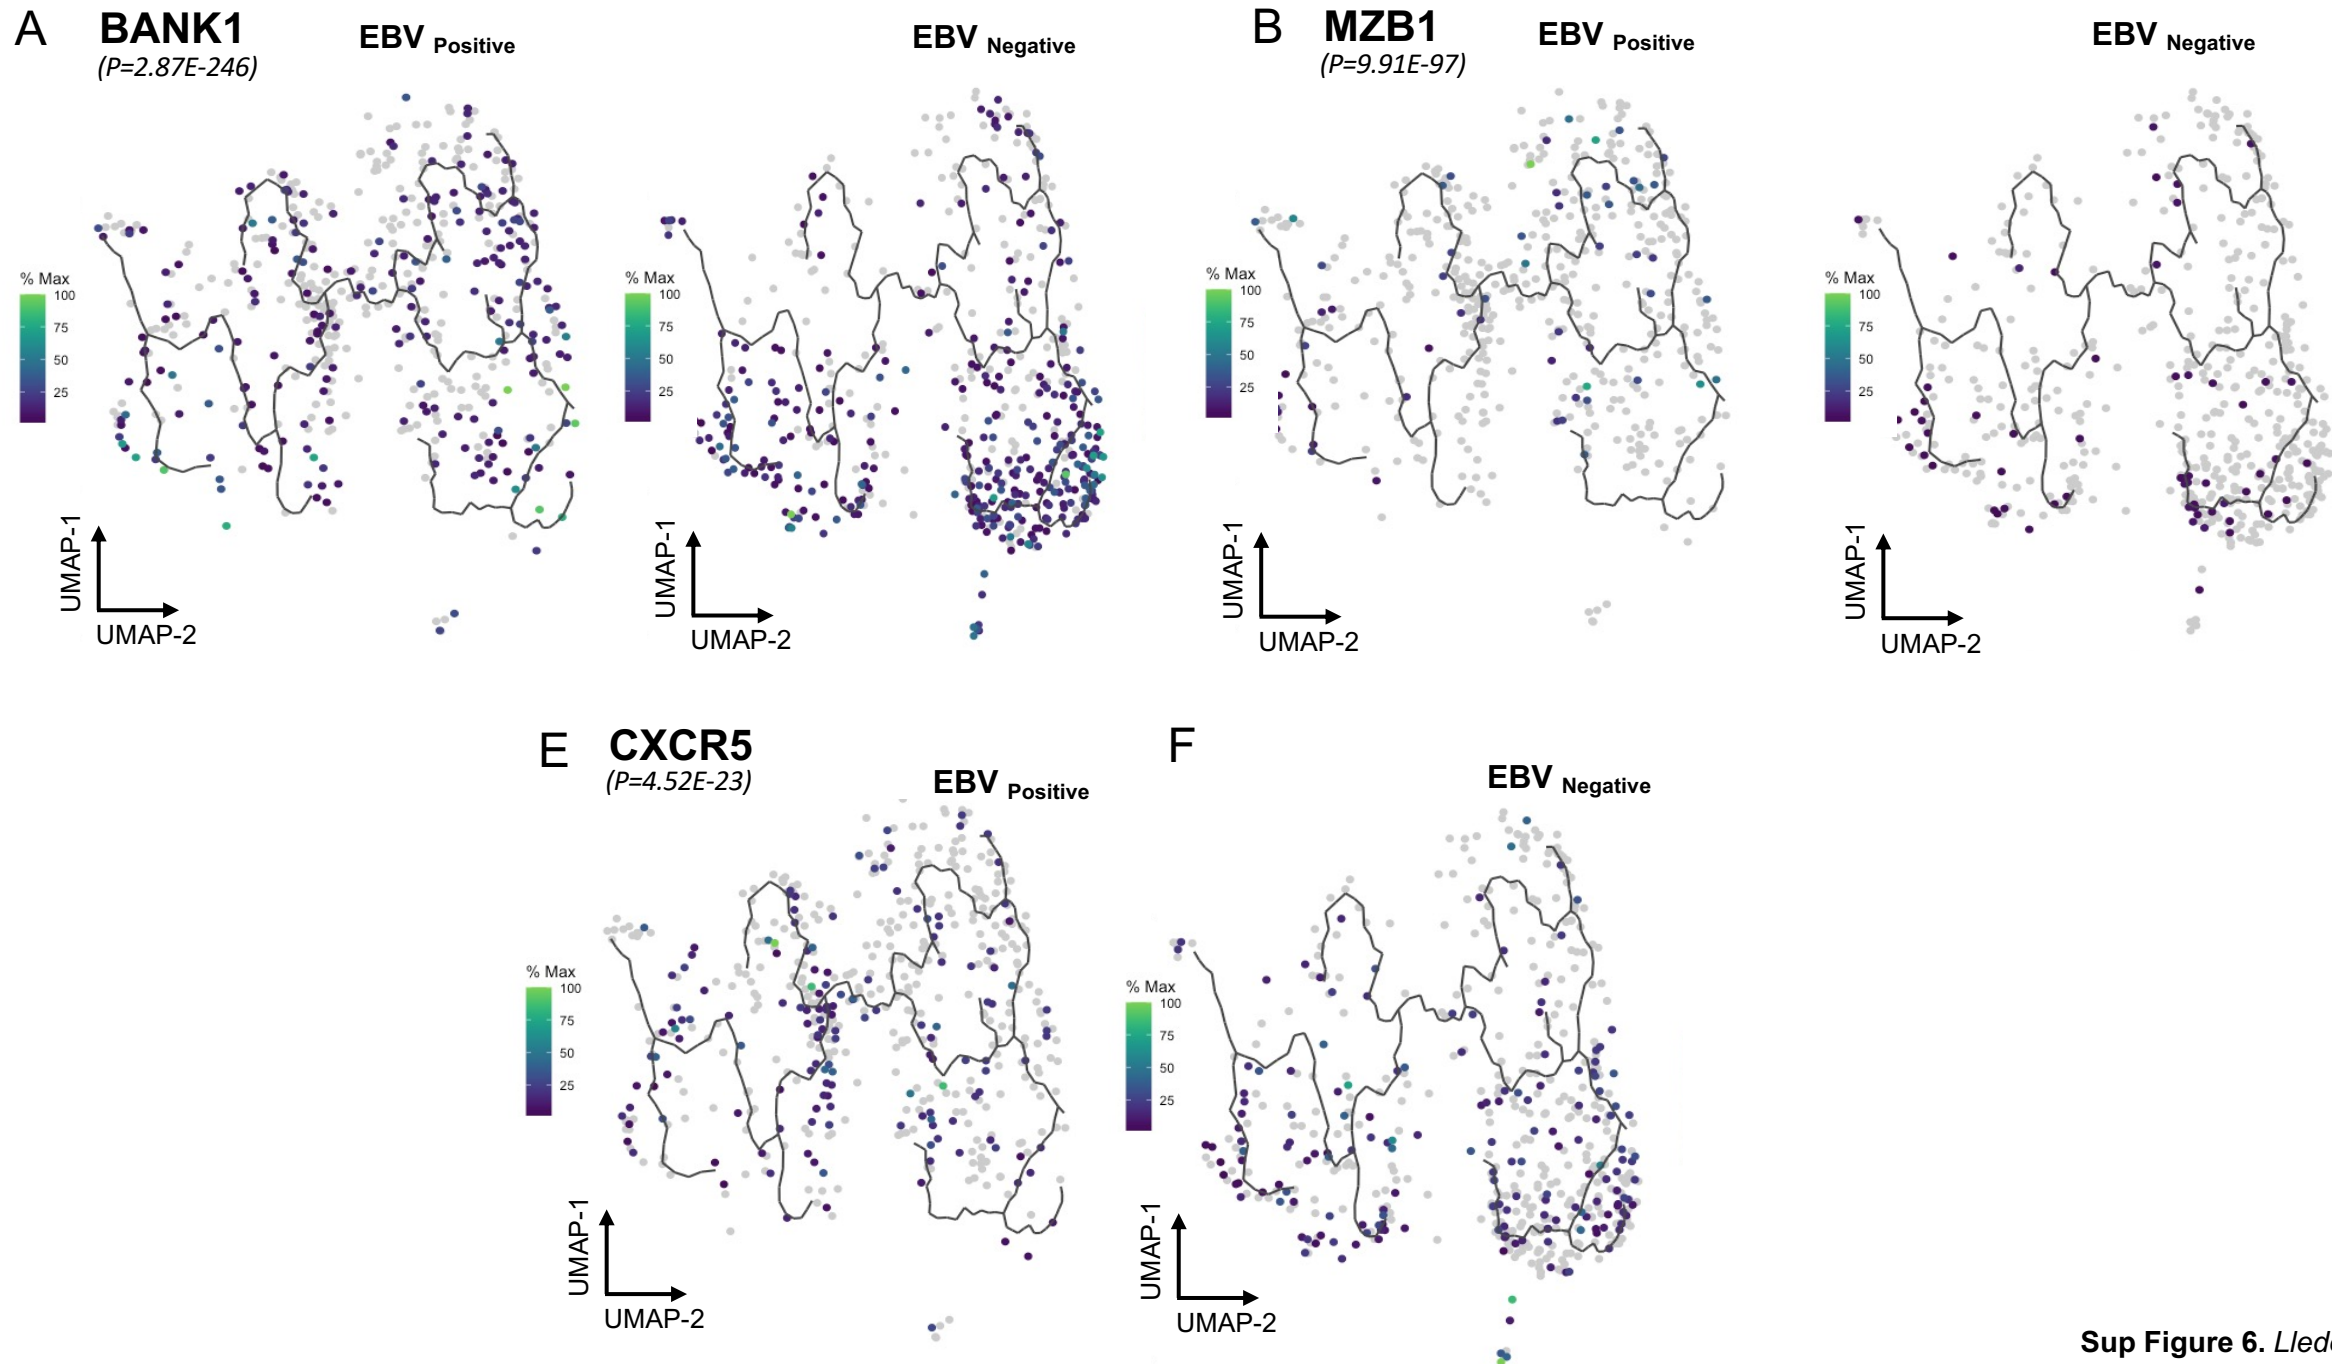 A BANK1
(P=2.87E-246)
EBV Positive
EBV Negative
% Max
100
75
50
25
UMAP-1
UMAP-2
% Max
100
75
50
25
UMAP-1
UMAP-2
B MZB1
(P=9.91E-97)
EBV Positive
EBV Negative
% Max
100
75
50
25
UMAP-1
UMAP-2
% Max
100
75
50
25
UMAP-1
UMAP-2
E CXCR5
(P=4.52E-23)
EBV Positive
% Max
100
75
50
25
UMAP-1
UMAP-2
F
EBV Negative
% Max
100
75
50
25
UMAP-1
UMAP-2
Sup Figure 6.